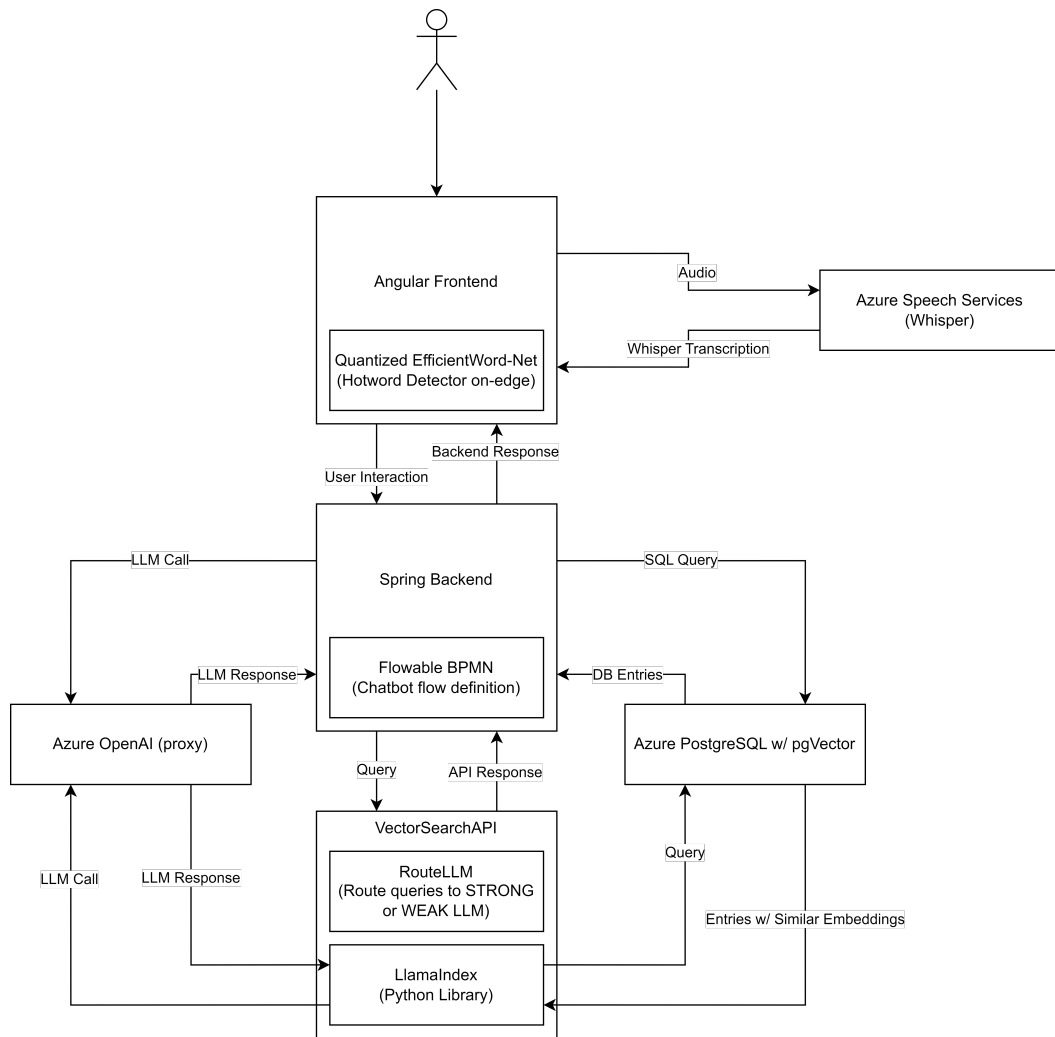 Angular Frontend
Audio
Azure Speech Services
(Whisper)
Whisper Transcription
Quantized EfficientWord-Net
(Hotword Detector on-edge)
Backend Response
User Interaction
LLM Call
SQL Query
Spring Backend
Flowable BPMN
(Chatbot flow definition)
LLM Response
DB Entries
Azure OpenAI (proxy)
Azure PostgreSQL w/ pgVector
Query
API Response
VectorSearchAPI
RouteLLM
(Route queries to STRONG
or WEAK LLM)
Query
LLM Call
LLM Response
Entries w/ Similar Embeddings
LlamaIndex
(Python Library)